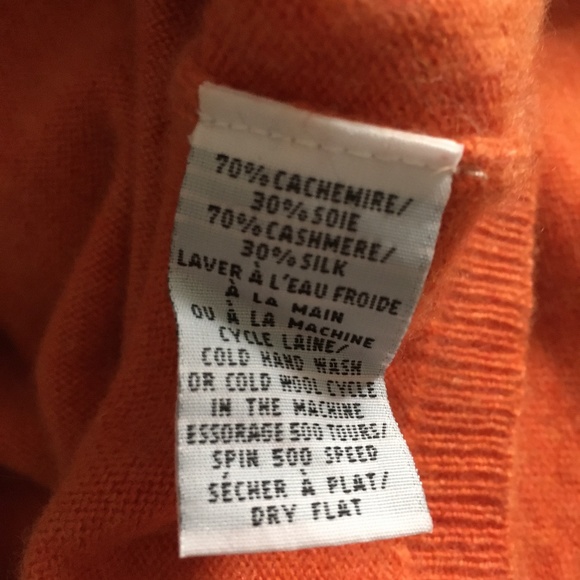 70% CACHEMIRE/
30% SOIE
70% CASHMERE/
30% SILK
LAVER À L'EAU FROIDE
À LA MAIN
OU À LA MACHINE
CYCLE LAINE/
COLD HAND WASH
OR COLD WOOL CYCLE
IN THE MACHINE
ESSORAGE 500 TOURS/
SPIN 500 SPEED
SÉCHER À PLAT/
DRY FLAT